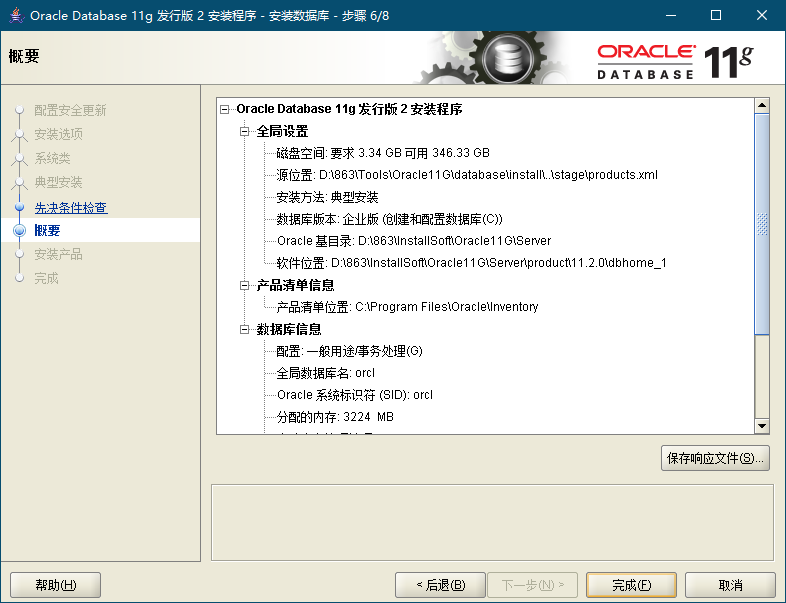 Oracle Database 11g 发行版 2 安装程序 - 安装数据库 - 步骤 6/8
概要
ORACLE DATABASE 11g
配置安全更新
安装选项
系统类
典型安装
先决条件检查
概要
安装产品
完成
Oracle Database 11g 发行版 2 安装程序
全局设置
磁盘空间: 要求 3.34 GB 可用 346.33 GB
源位置: D:\863\Tools\Oracle11G\database\install\..\stage\products.xml
安装方法: 典型安装
数据库版本: 企业版 (创建和配置数据库(C))
Oracle 基目录: D:\863\InstallSoft\Oracle11G\Server
软件位置: D:\863\InstallSoft\Oracle11G\Server\product\11.2.0\dbhome_1
产品清单信息
产品清单位置: C:\Program Files\Oracle\Inventory
数据库信息
配置: 一般用途/事务处理(G)
全局数据库名: orcl
Oracle 系统标识符 (SID): orcl
分配的内存: 3224 MB
保存响应文件(S)...
帮助(H)
< 后退(B)
下一步(N) >
完成(F)
取消